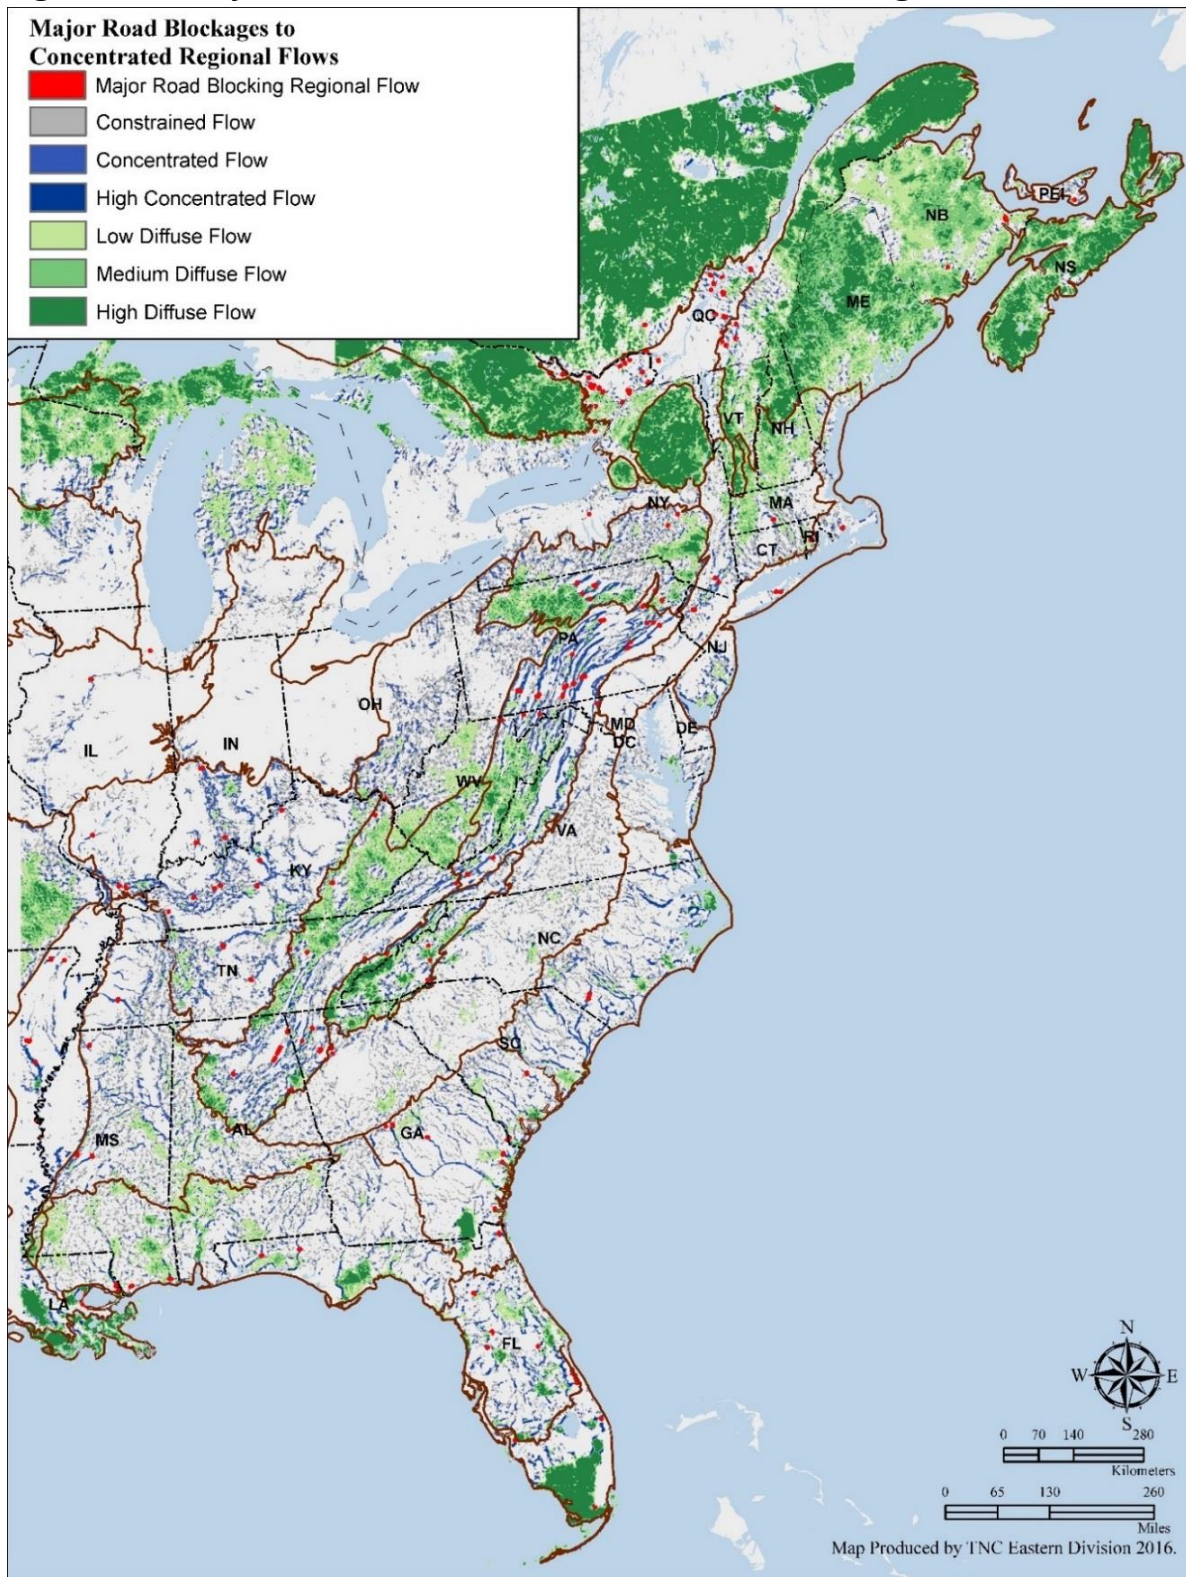 Major Road Blockages to
Concentrated Regional Flows
Major Road Blocking Regional Flow
Constrained Flow
Concentrated Flow
High Concentrated Flow
Low Diffuse Flow
Medium Diffuse Flow
High Diffuse Flow
PEI
NB
NS
ME
QC
VT
NH
NY
MA
RI
CT
PA
NJ
OH
MD
DE
DC
IL
IN
WV
VA
KY
NC
TN
SC
MS
AL
GA
LA
FL
N
W
E
S
0 70 140 280
Kilometers
0 65 130 260
Miles
Map Produced by TNC Eastern Division 2016.